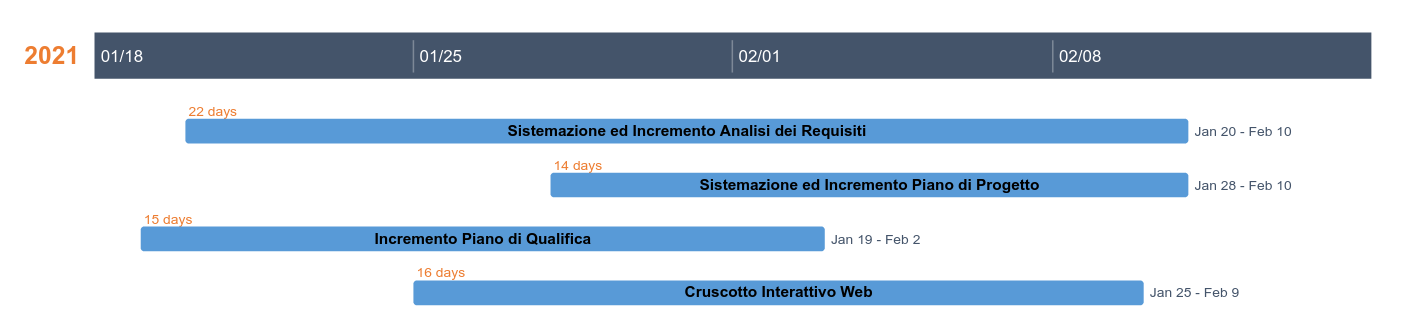 2021
01/18
01/25
02/01
02/08
22 days
Sistemazione ed Incremento Analisi dei Requisiti
Jan 20 - Feb 10
14 days
Sistemazione ed Incremento Piano di Progetto
Jan 28 - Feb 10
15 days
Incremento Piano di Qualifica
Jan 19 - Feb 2
16 days
Cruscotto Interattivo Web
Jan 25 - Feb 9